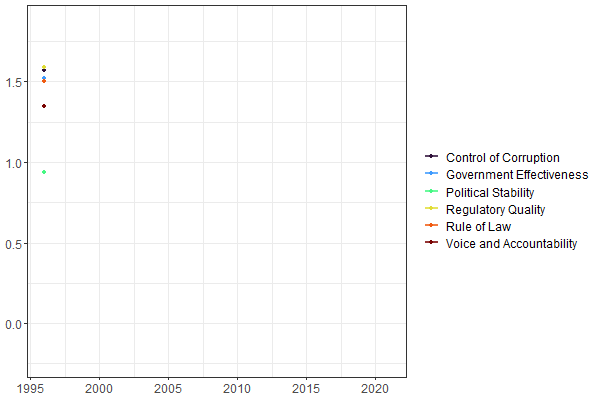 1.5
1.0
0.5
0.0
1995 2000 2005 2010 2015 2020
Control of Corruption
Government Effectiveness
Political Stability
Regulatory Quality
Rule of Law
Voice and Accountability